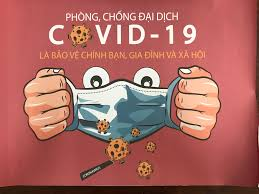 PHÒNG, CHỐNG ĐẠI DỊCH
COVID-19
LÀ BẢO VỆ CHÍNH BẠN, GIA ĐÌNH VÀ XÃ HỘI